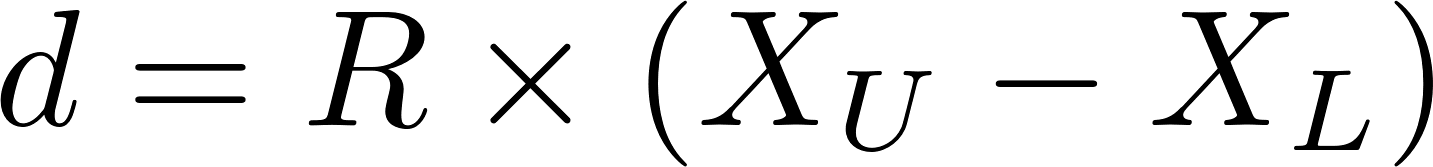 d = R × (X_U − X_L)